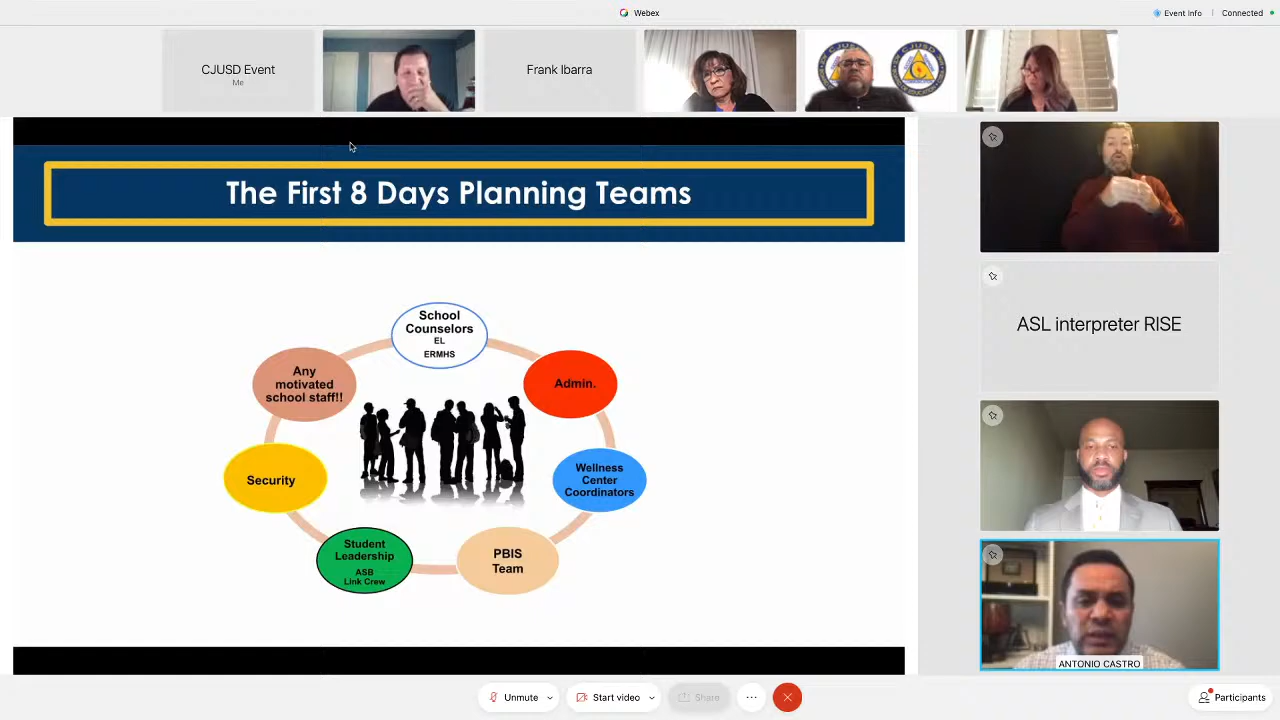 Webex
Event Info
Connected
CJUSD Event
Me
Frank Ibarra
CJUSD
CJUSD
The First 8 Days Planning Teams
School
Counselors
EL
ERMHS
Any
motivated
school staff!!
Admin.
Security
Wellness
Center
Coordinators
Student
Leadership
ASB
Link Crew
PBIS
Team
ASL interpreter RISE
ANTONIO CASTRO
Unmute
Start video
Share
Participants